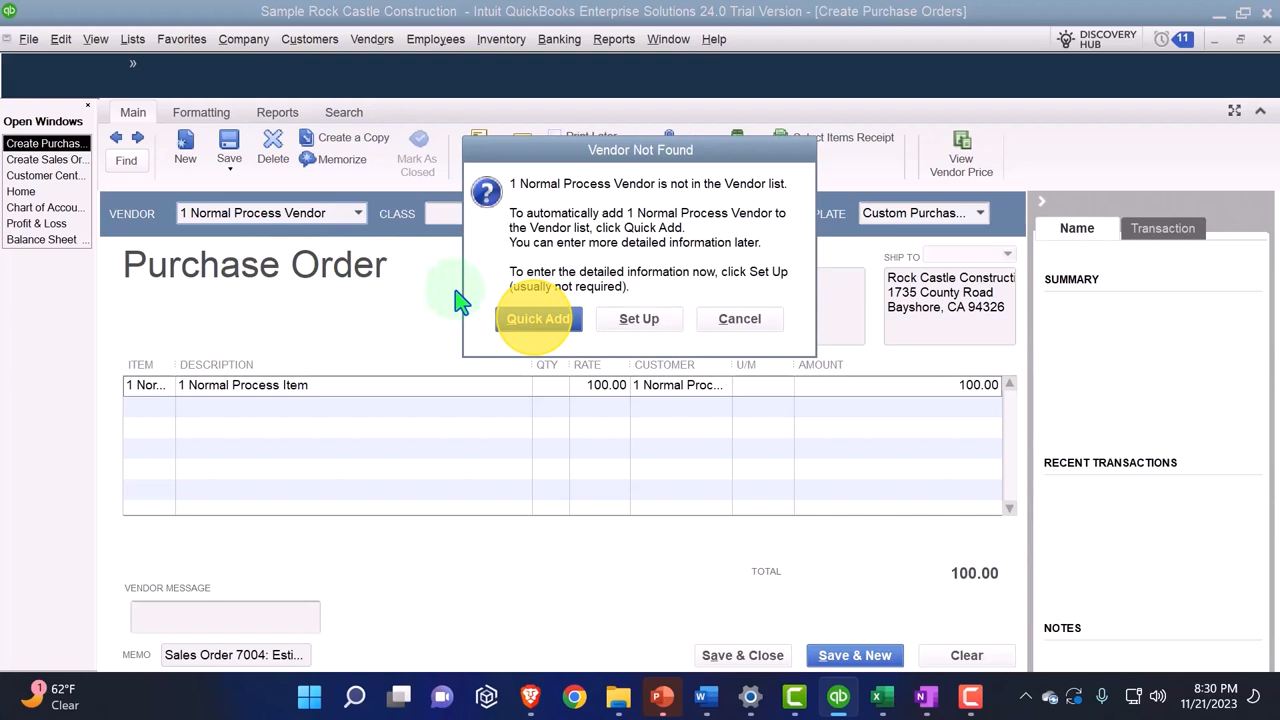 Sample Rock Castle Construction - Intuit QuickBooks Enterprise Solutions 24.0 Trial Version - [Create Purchase Orders]
File Edit View Lists Favorites Company Customers Vendors Employees Inventory Banking Reports Window Help
DISCOVERY HUB
11
»
Open Windows
Create Purchas...
Create Sales Or...
Customer Cent...
Home
Chart of Accou...
Profit & Loss
Balance Sheet ...
Main Formatting Reports Search
Find
New
Save
Delete
Create a Copy
Memorize
Mark As
Closed
Print Later
Select Items Receipt
View
Vendor Price
Vendor Not Found
1 Normal Process Vendor is not in the Vendor list.
To automatically add 1 Normal Process Vendor to
the Vendor list, click Quick Add.
You can enter more detailed information later.
To enter the detailed information now, click Set Up
(usually not required).
Quick Add Set Up Cancel
VENDOR 1 Normal Process Vendor CLASS
PLATE Custom Purchas...
Purchase Order
SHIP TO
Rock Castle Constructi
1735 County Road
Bayshore, CA 94326
ITEM DESCRIPTION QTY RATE CUSTOMER U/M AMOUNT
1 Nor... 1 Normal Process Item 100.00 1 Normal Proc... 100.00
TOTAL 100.00
VENDOR MESSAGE
MEMO Sales Order 7004: Esti...
Save & Close Save & New Clear
Name Transaction
SUMMARY
RECENT TRANSACTIONS
NOTES
1
62°F
Clear
8:30 PM
11/21/2023